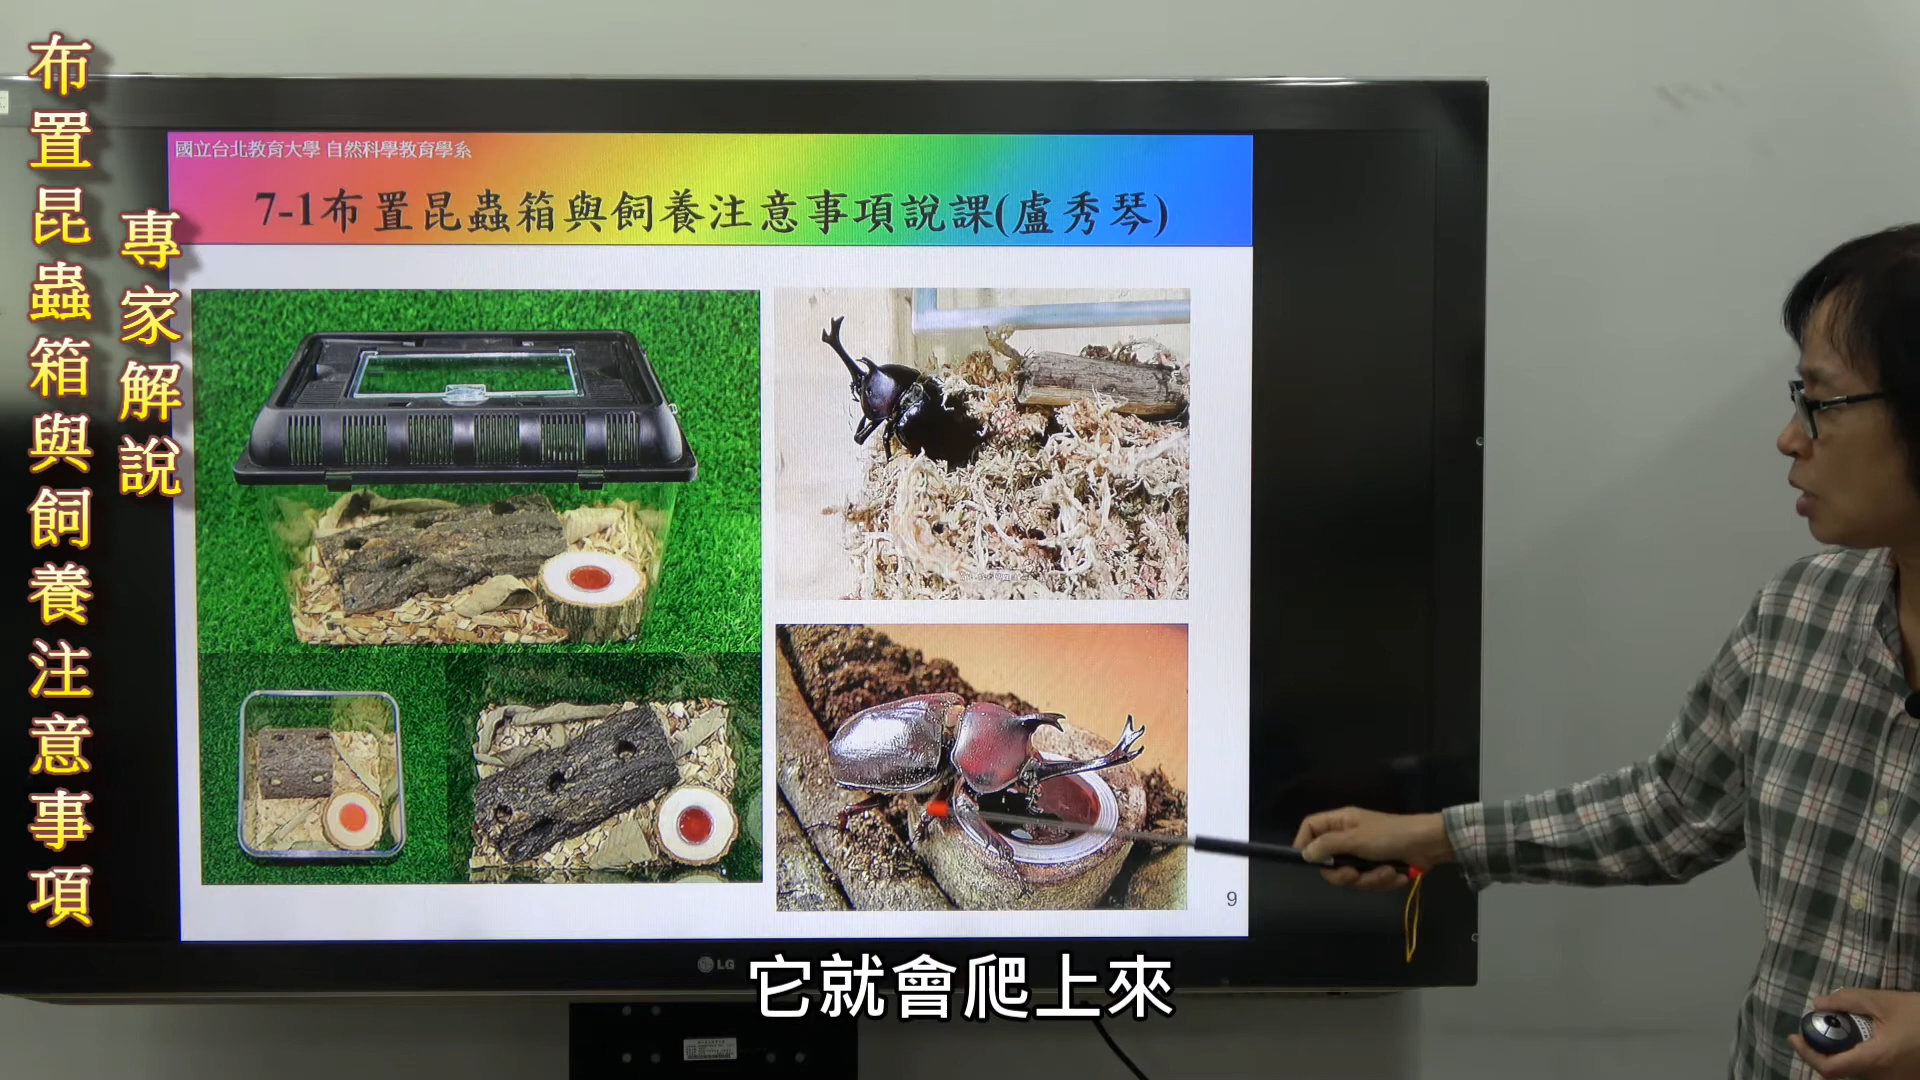 布置昆蟲箱與飼養注意事項
專家解說
國立台北教育大學 自然科學教育學系
7-1布置昆蟲箱與飼養注意事項說課(盧秀琴)
9
LG
它就會爬上來